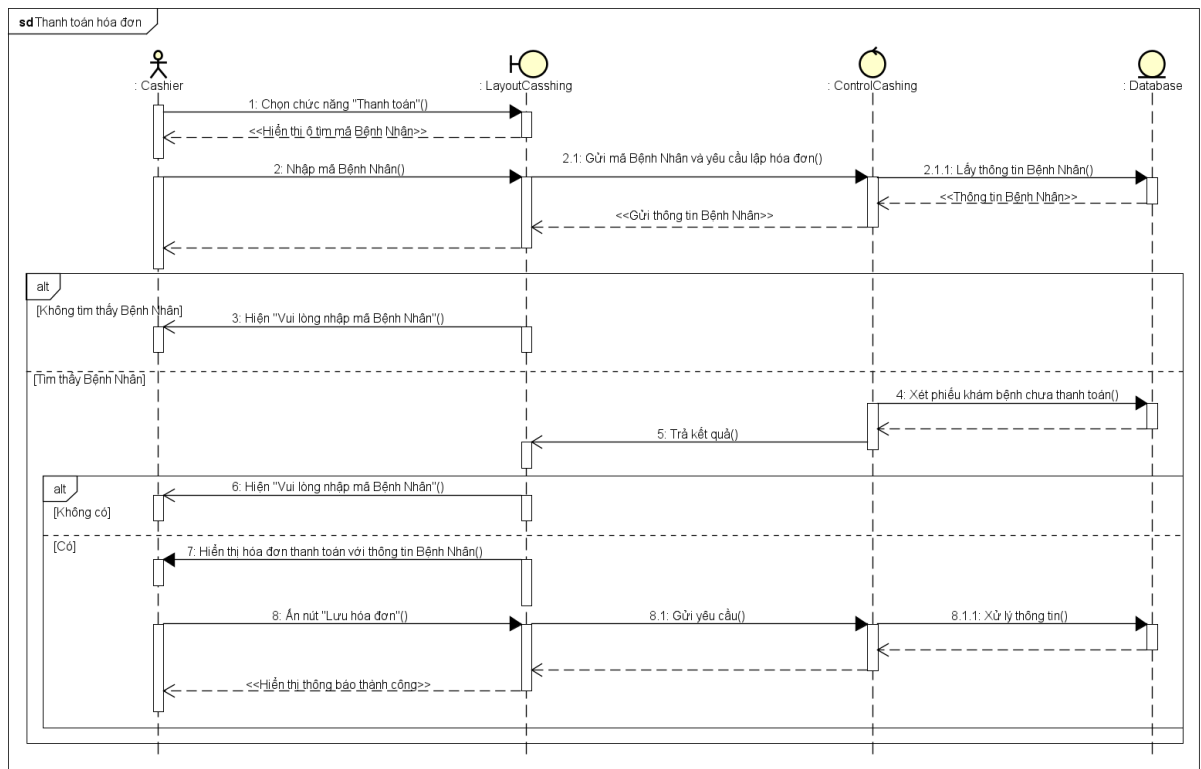 sd Thanh toán hóa đơn
: Cashier
: LayoutCasshing
: ControlCashing
: Database
1: Chọn chức năng "Thanh toán"()
<<Hiển thị ô tìm mã Bệnh Nhân>>
2: Nhập mã Bệnh Nhân()
2.1: Gửi mã Bệnh Nhân và yêu cầu lập hóa đơn()
2.1.1: Lấy thông tin Bệnh Nhân()
<<Thông tin Bệnh Nhân>>
<<Gửi thông tin Bệnh Nhân>>
alt
[Không tìm thấy Bệnh Nhân]
3: Hiện "Vui lòng nhập mã Bệnh Nhân"()
[Tìm thấy Bệnh Nhân]
4: Xét phiếu khám bệnh chưa thanh toán()
5: Trả kết quả()
alt
6: Hiện "Vui lòng nhập mã Bệnh Nhân"()
[Không có]
[Có]
7: Hiển thị hóa đơn thanh toán với thông tin Bệnh Nhân()
8: Ấn nút "Lưu hóa đơn"()
8.1: Gửi yêu cầu()
8.1.1: Xử lý thông tin()
<<Hiển thị thông báo thành công>>